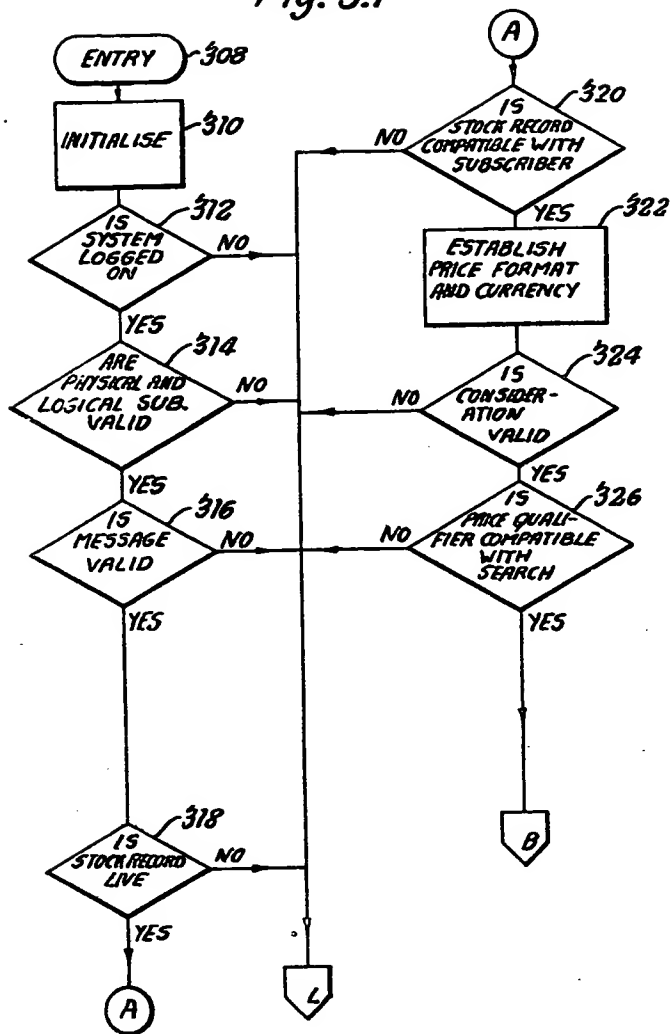 Fig. 3.1
ENTRY
308
INITIALISE
310
IS
SYSTEM
LOGGED
ON
312
NO
YES
ARE
PHYSICAL AND
LOGICAL SUB.
VALID
314
NO
YES
IS
MESSAGE
VALID
316
NO
YES
IS
STOCK RECORD
LIVE
318
NO
YES
A
L
A
IS
STOCK RECORD
COMPATIBLE WITH
SUBSCRIBER
320
NO
YES
322
ESTABLISH
PRICE FORMAT
AND CURRENCY
IS
CONSIDER-
ATION
VALID
324
NO
YES
IS
PRICE QUALI-
FIER COMPATIBLE
WITH
SEARCH
326
NO
YES
B